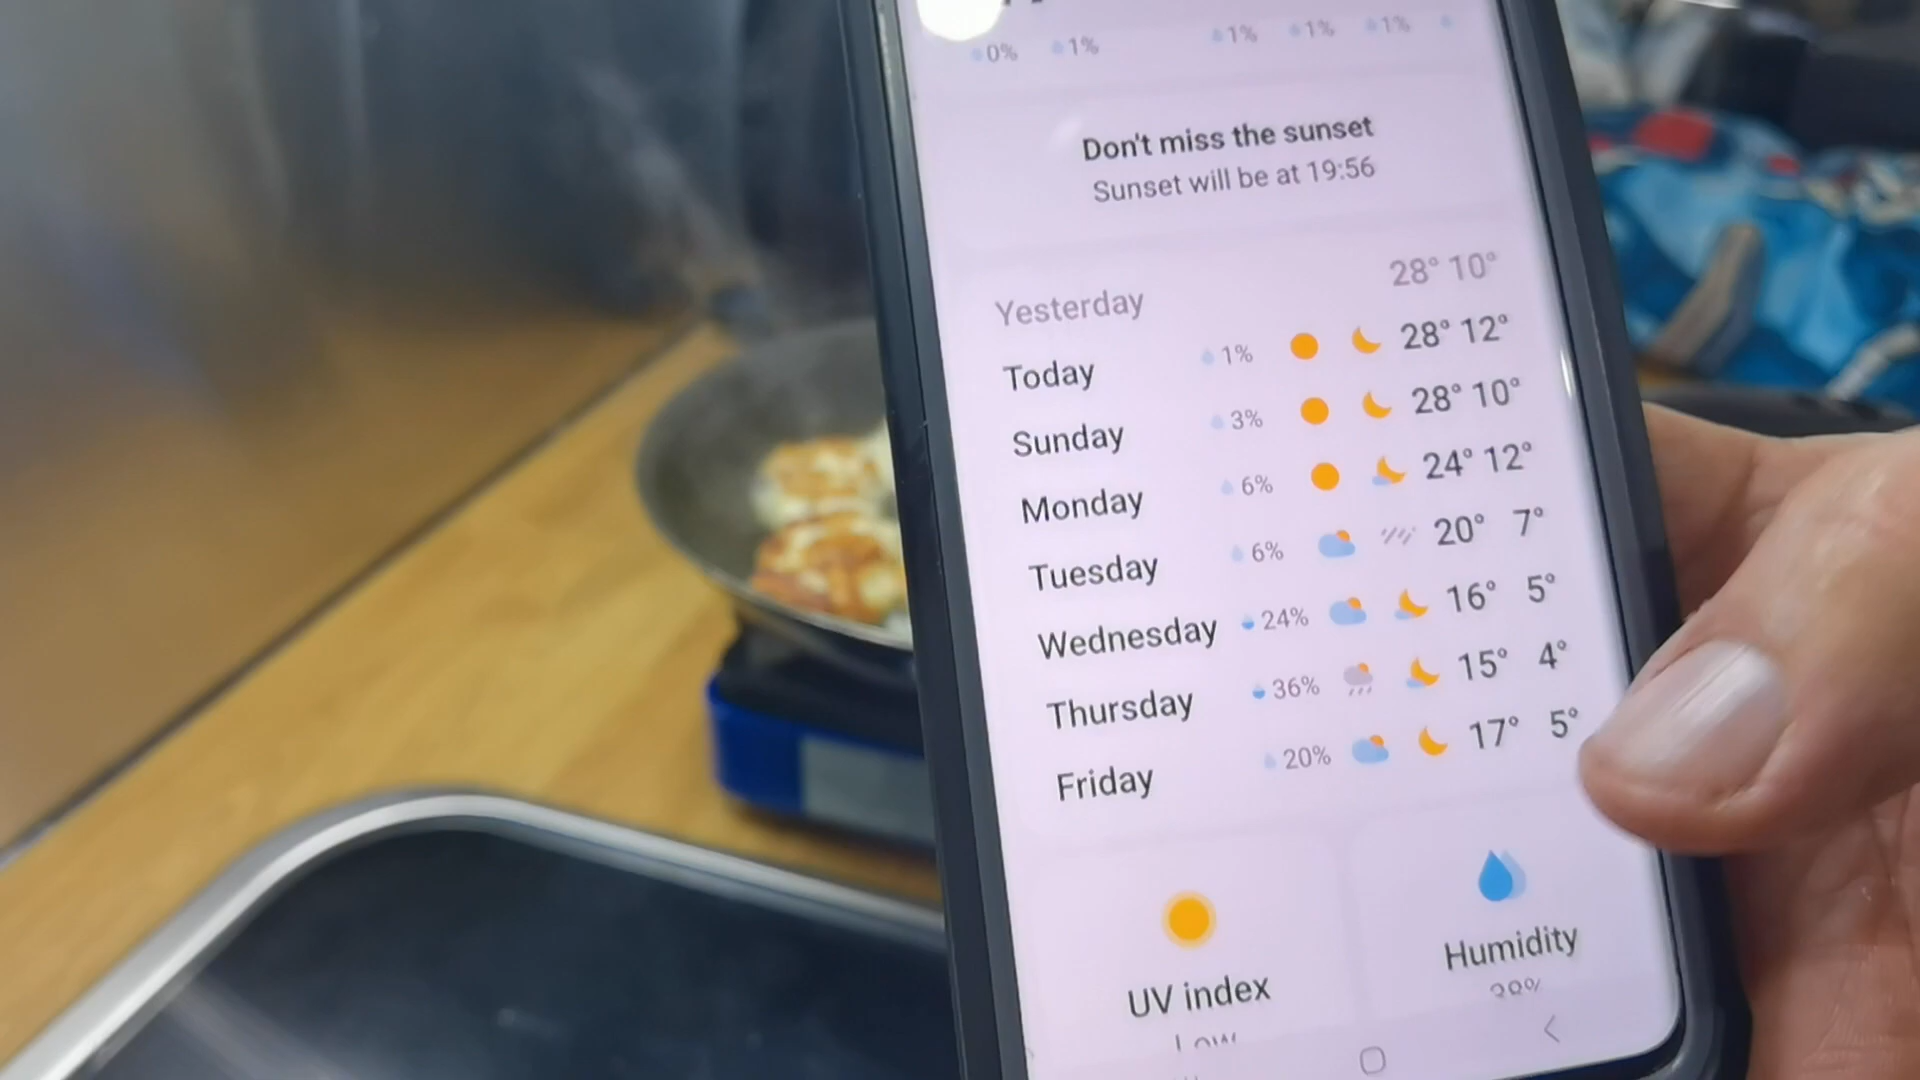 0% 1% 1% 1% 1%
Don't miss the sunset
Sunset will be at 19:56
Yesterday 28° 10°
Today 1% 28° 12°
Sunday 3% 28° 10°
Monday 6% 24° 12°
Tuesday 6% 20° 7°
Wednesday 24% 16° 5°
Thursday 36% 15° 4°
Friday 20% 17° 5°
UV index
Humidity
Low